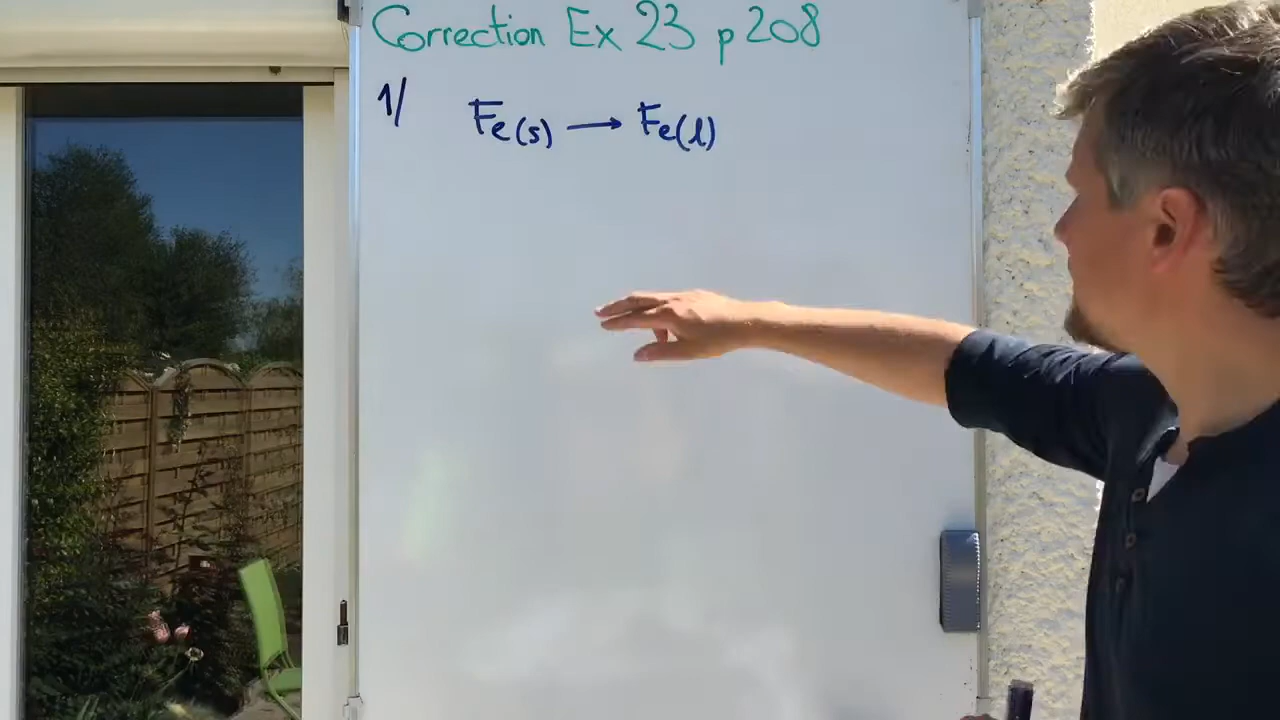 Correction Ex 23 p 208
1/ Fe(s) → Fe(l)